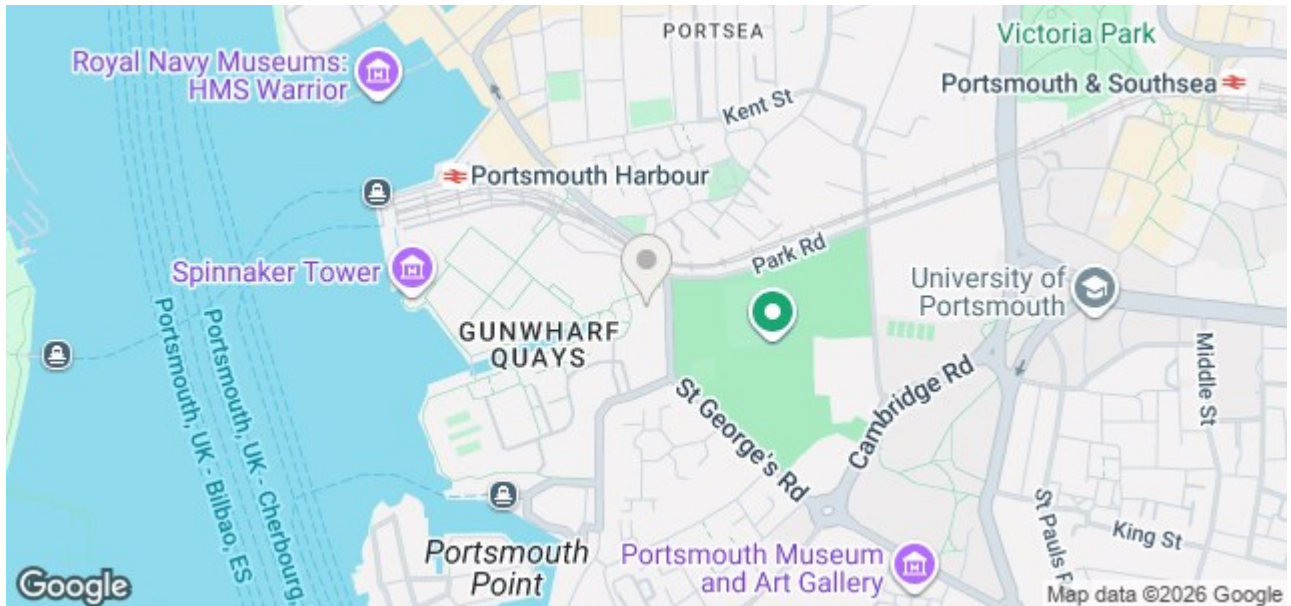 PORTSEA
Victoria Park
Royal Navy Museums:
HMS Warrior
Portsmouth & Southsea
Kent St
Portsmouth Harbour
Park Rd
Spinnaker Tower
University of
Portsmouth
GUNWHARF
QUAYS
Portsmouth, UK - Bilbao, ES
Portsmouth, UK - Cherbourg,
St George's Rd
Cambridge Rd
Middle St
St Pauls R
King St
Portsmouth
Point
Portsmouth Museum
and Art Gallery
Google
Map data ©2026 Google